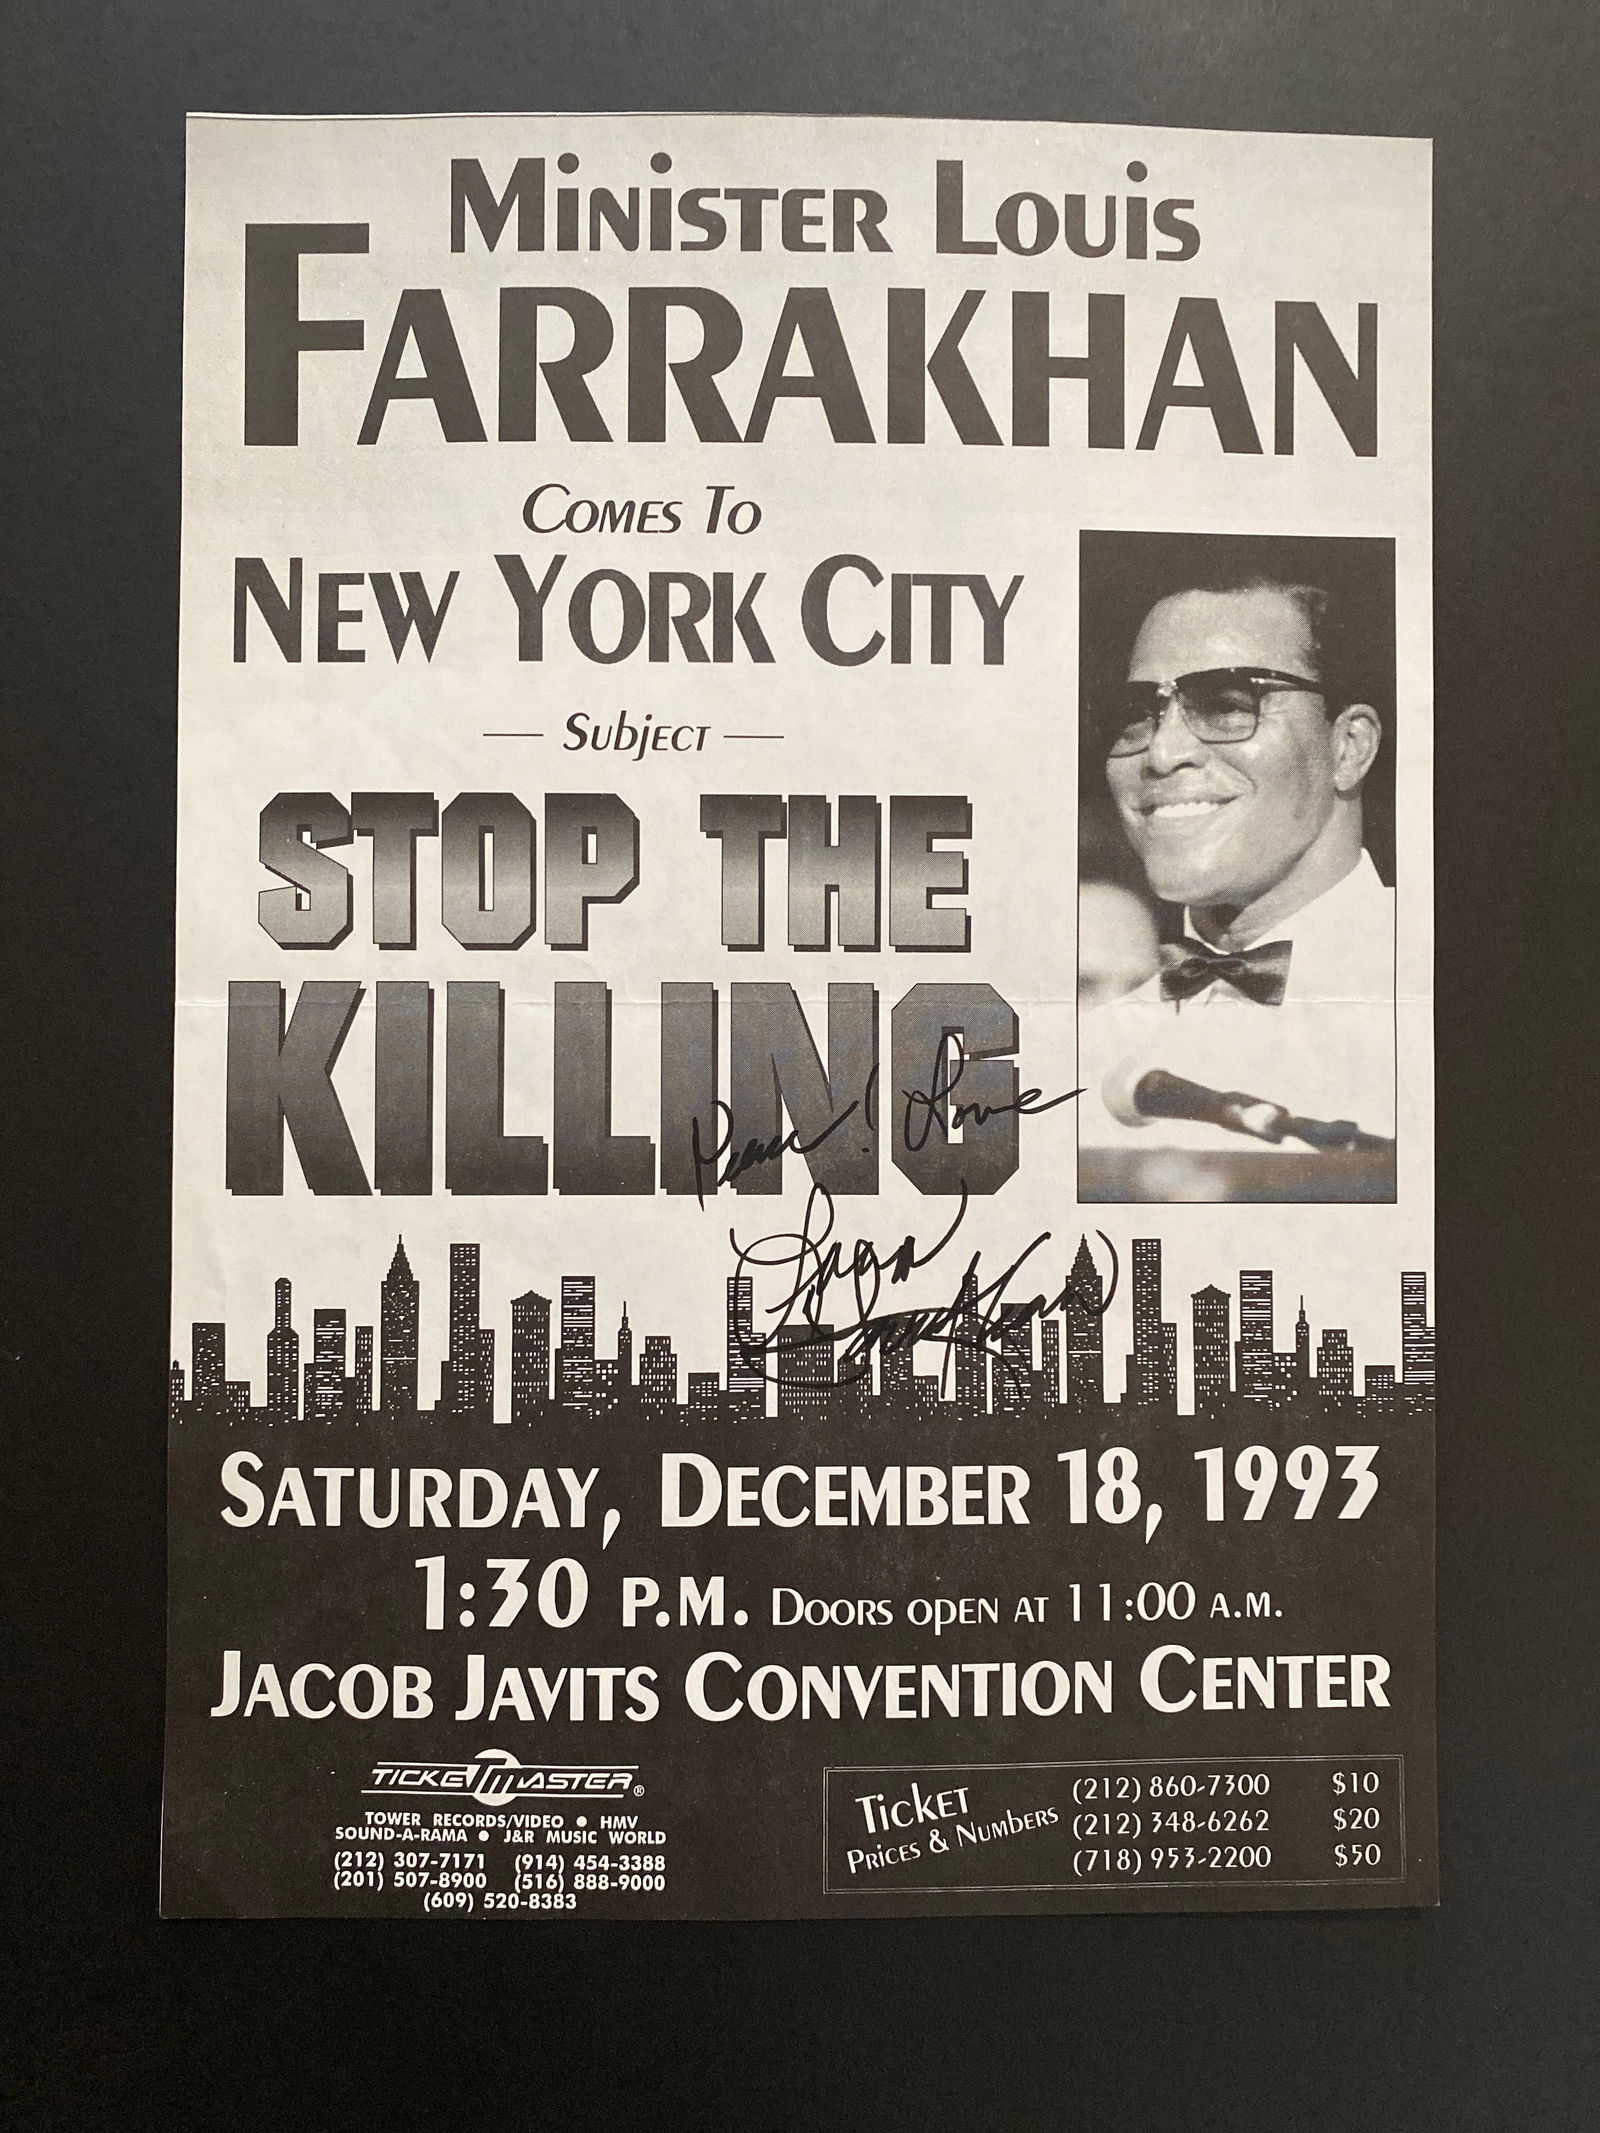 Minister Louis
Farrakhan
Comes To
New York City
— Subject —
STOP THE
KILLING
Peace! Love
Farrakhan
Saturday, December 18, 1993
1:30 P.M. Doors open at 11:00 A.M.
Jacob Javits Convention Center
TICKETMASTER®
TOWER RECORDS/VIDEO ● HMV
SOUND-A-RAMA ● J&R MUSIC WORLD
(212) 307-7171 (914) 454-3388
(201) 507-8900 (516) 888-9000
(609) 520-8383
Ticket
Prices & Numbers
(212) 860-7300 $10
(212) 348-6262 $20
(718) 953-2200 $50